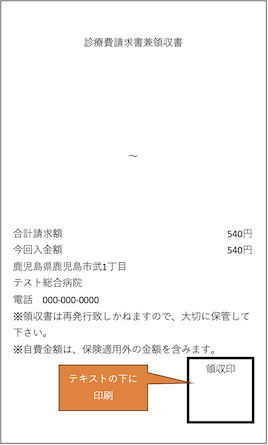 診療費請求書兼領収書
～
合計請求額 540円
今回入金額 540円
鹿児島県鹿児島市武1丁目
テスト総合病院
電話 000-000-0000
※領収書は再発行致しかねますので、大切に保管して
下さい。
※自費金額は、保険適用外の金額を含みます。
領収印
テキストの下に
印刷